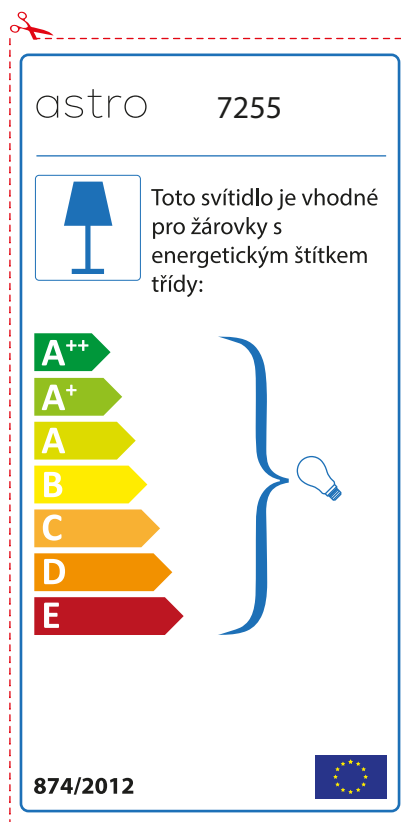 astro 7255
Toto svítidlo je vhodné
pro žárovky s
energetickým štítkem
třídy:
A++
A+
A
B
C
D
E
874/2012